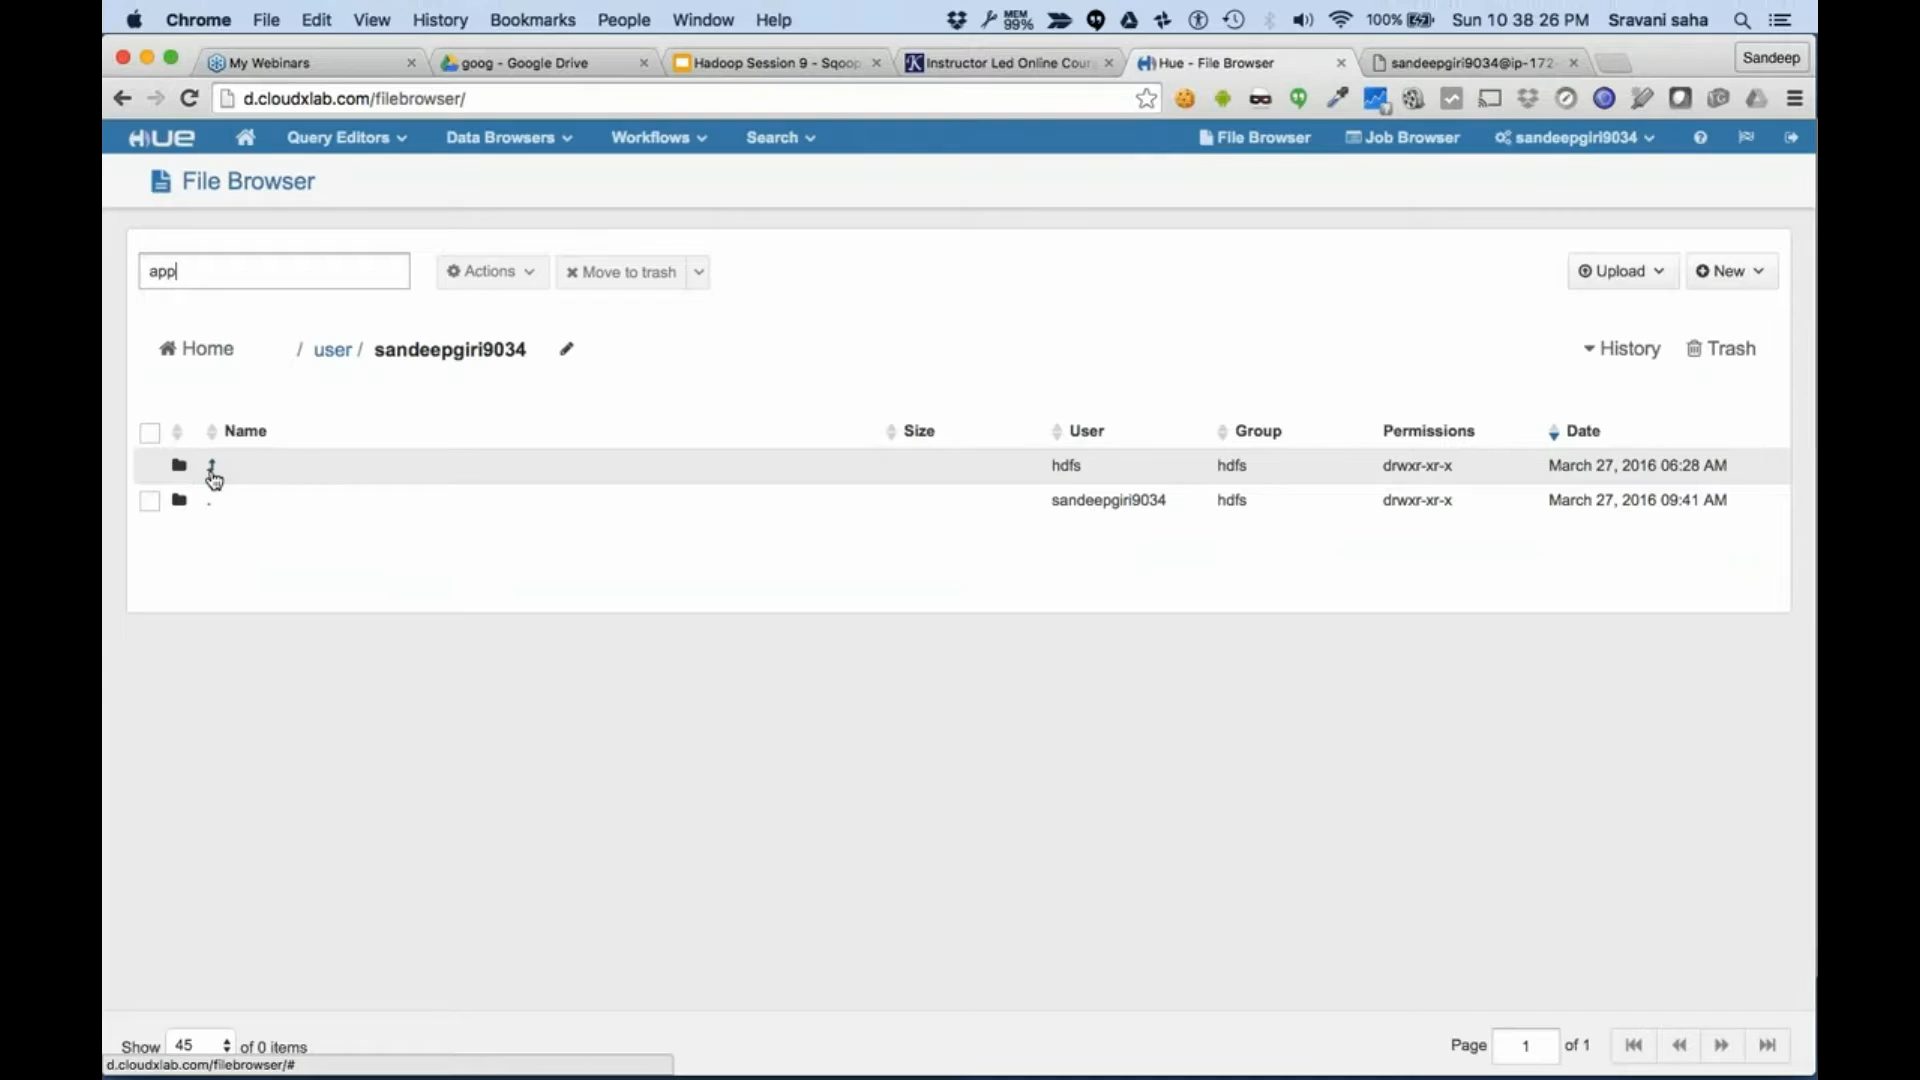 Chrome File Edit View History Bookmarks People Window Help MEM 99% 100% Sun 10 38 26 PM Sravani saha
My Webinars goog - Google Drive Hadoop Session 9 - Sqoop Instructor Led Online Cour Hue - File Browser sandeepgiri9034@ip-172- Sandeep
d.cloudxlab.com/filebrowser/
HUE Query Editors Data Browsers Workflows Search File Browser Job Browser sandeepgiri9034
File Browser
app Actions Move to trash Upload New
Home / user / sandeepgiri9034 History Trash
Name Size User Group Permissions Date
hdfs hdfs drwxr-xr-x March 27, 2016 06:28 AM
. sandeepgiri9034 hdfs drwxr-xr-x March 27, 2016 09:41 AM
Show 45 of 0 items Page 1 of 1
d.cloudxlab.com/filebrowser/#